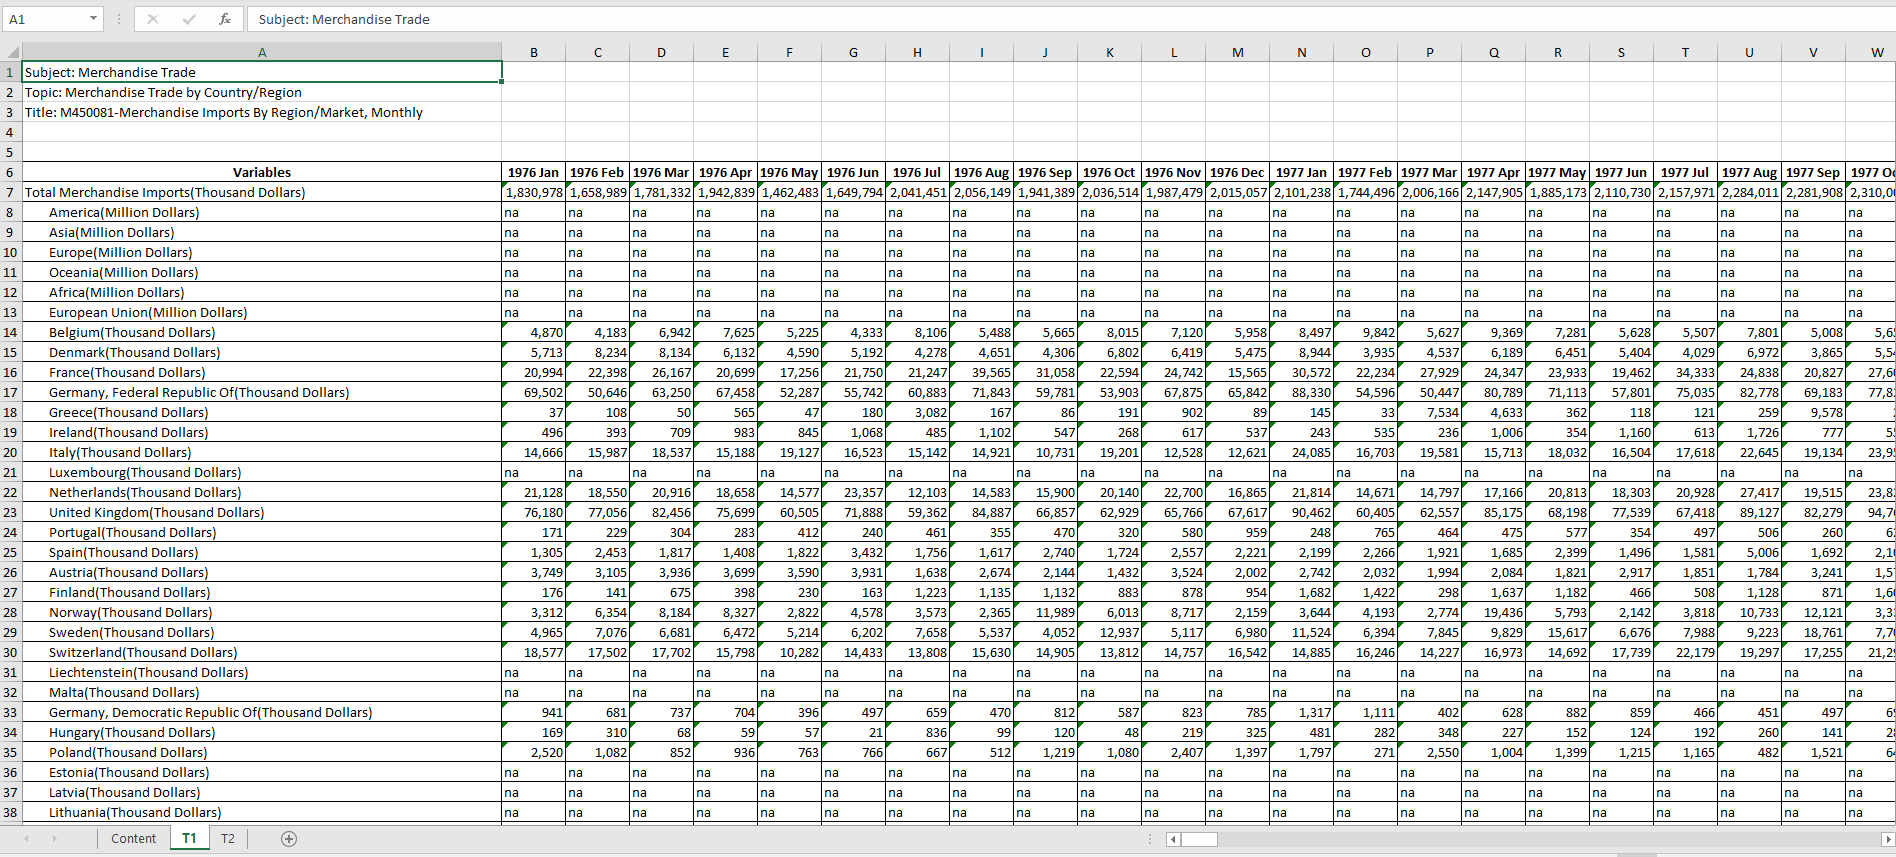 A1 fx Subject: Merchandise Trade
A B C D E F G H I J K L M N O P Q R S T U V W
1 Subject: Merchandise Trade
2 Topic: Merchandise Trade by Country/Region
3 Title: M450081-Merchandise Imports By Region/Market, Monthly
4
5
6 Variables 1976 Jan 1976 Feb 1976 Mar 1976 Apr 1976 May 1976 Jun 1976 Jul 1976 Aug 1976 Sep 1976 Oct 1976 Nov 1976 Dec 1977 Jan 1977 Feb 1977 Mar 1977 Apr 1977 May 1977 Jun 1977 Jul 1977 Aug 1977 Sep 1977
7 Total Merchandise Imports(Thousand Dollars) 1,830,978 1,658,989 1,781,332 1,942,839 1,462,483 1,649,794 2,041,451 2,056,149 1,941,389 2,036,514 1,987,479 2,015,057 2,101,238 1,744,496 2,006,166 2,147,905 1,885,173 2,110,730 2,157,971 2,284,011 2,281,908
8 America(Million Dollars) na na na na na na na na na na na na na na na na na na na na na na
9 Asia(Million Dollars) na na na na na na na na na na na na na na na na na na na na na na
10 Europe(Million Dollars) na na na na na na na na na na na na na na na na na na na na na na
11 Oceania(Million Dollars) na na na na na na na na na na na na na na na na na na na na na na
12 Africa(Million Dollars) na na na na na na na na na na na na na na na na na na na na na na
13 European Union(Million Dollars) na na na na na na na na na na na na na na na na na na na na na na
14 Belgium(Thousand Dollars) 4,870 4,183 6,942 7,625 5,225 4,333 8,106 5,488 5,665 8,015 7,120 5,958 8,497 9,842 5,627 9,369 7,281 5,628 5,507 7,801 5,008
15 Denmark(Thousand Dollars) 5,713 8,234 8,134 6,132 4,590 5,192 4,278 4,651 4,306 6,802 6,419 5,475 8,944 3,935 4,537 6,189 6,451 5,404 4,029 6,972 3,865
16 France(Thousand Dollars) 20,994 22,398 26,167 20,699 17,256 21,750 21,247 39,565 31,058 22,594 24,742 15,565 30,572 22,234 27,929 24,347 23,933 19,462 34,333 24,838 20,827
17 Germany, Federal Republic Of(Thousand Dollars) 69,502 50,646 63,250 67,458 52,287 55,742 60,883 71,843 59,781 53,903 67,875 65,842 88,330 54,596 50,447 80,789 71,113 57,801 75,035 82,778 69,183
18 Greece(Thousand Dollars) 37 108 50 565 47 180 3,082 167 86 191 902 89 145 33 7,534 4,633 362 118 121 259 9,578
19 Ireland(Thousand Dollars) 496 393 709 983 845 1,068 485 1,102 547 268 617 537 243 535 236 1,006 354 1,160 613 1,726 777
20 Italy(Thousand Dollars) 14,666 15,987 18,537 15,188 19,127 16,523 15,142 14,921 10,731 19,201 12,528 12,621 24,085 16,703 19,581 15,713 18,032 16,504 17,618 22,645 19,134
21 Luxembourg(Thousand Dollars) na na na na na na na na na na na na na na na na na na na na na na
22 Netherlands(Thousand Dollars) 21,128 18,550 20,916 18,658 14,577 23,357 12,103 14,583 15,900 20,140 22,700 16,865 21,814 14,671 14,797 17,166 20,813 18,303 20,928 27,417 19,515
23 United Kingdom(Thousand Dollars) 76,180 77,056 82,456 75,699 60,505 71,888 59,362 84,887 66,857 62,929 65,766 67,617 90,462 60,405 62,557 85,175 68,198 77,539 67,418 89,127 82,279
24 Portugal(Thousand Dollars) 171 229 304 283 412 240 461 355 470 320 580 959 248 765 464 475 577 354 497 506 260
25 Spain(Thousand Dollars) 1,305 2,453 1,817 1,408 1,822 3,432 1,756 1,617 2,740 1,724 2,557 2,221 2,199 2,266 1,921 1,685 2,399 1,496 1,581 5,006 1,692
26 Austria(Thousand Dollars) 3,749 3,105 3,936 3,699 3,590 3,931 1,638 2,674 2,144 1,432 3,524 2,002 2,742 2,032 1,994 2,084 1,821 2,917 1,851 1,784 3,241
27 Finland(Thousand Dollars) 176 141 675 398 230 163 1,223 1,135 1,132 883 878 954 1,682 1,422 298 1,637 1,182 466 508 1,128 871
28 Norway(Thousand Dollars) 3,312 6,354 8,184 8,327 2,822 4,578 3,573 2,365 11,989 6,013 8,717 2,159 3,644 4,193 2,774 19,436 5,793 2,142 3,818 10,733 12,121
29 Sweden(Thousand Dollars) 4,965 7,076 6,681 6,472 5,214 6,202 7,658 5,537 4,052 12,937 5,117 6,980 11,524 6,394 7,845 9,829 15,617 6,676 7,988 9,223 18,761
30 Switzerland(Thousand Dollars) 18,577 17,502 17,702 15,798 10,282 14,433 13,808 15,630 14,905 13,812 14,757 16,542 14,885 16,246 14,227 16,973 14,692 17,739 22,179 19,297 17,255
31 Liechtenstein(Thousand Dollars) na na na na na na na na na na na na na na na na na na na na na na
32 Malta(Thousand Dollars) na na na na na na na na na na na na na na na na na na na na na na
33 Germany, Democratic Republic Of(Thousand Dollars) 941 681 737 704 396 497 659 470 812 587 823 785 1,317 1,111 402 628 882 859 466 451 497
34 Hungary(Thousand Dollars) 169 310 68 59 57 21 836 99 120 48 219 325 481 282 348 227 152 124 192 260 141
35 Poland(Thousand Dollars) 2,520 1,082 852 936 763 766 667 512 1,219 1,080 2,407 1,397 1,797 271 2,550 1,004 1,399 1,215 1,165 482 1,521
36 Estonia(Thousand Dollars) na na na na na na na na na na na na na na na na na na na na na na
37 Latvia(Thousand Dollars) na na na na na na na na na na na na na na na na na na na na na na
38 Lithuania(Thousand Dollars) na na na na na na na na na na na na na na na na na na na na na na
Content T1 T2